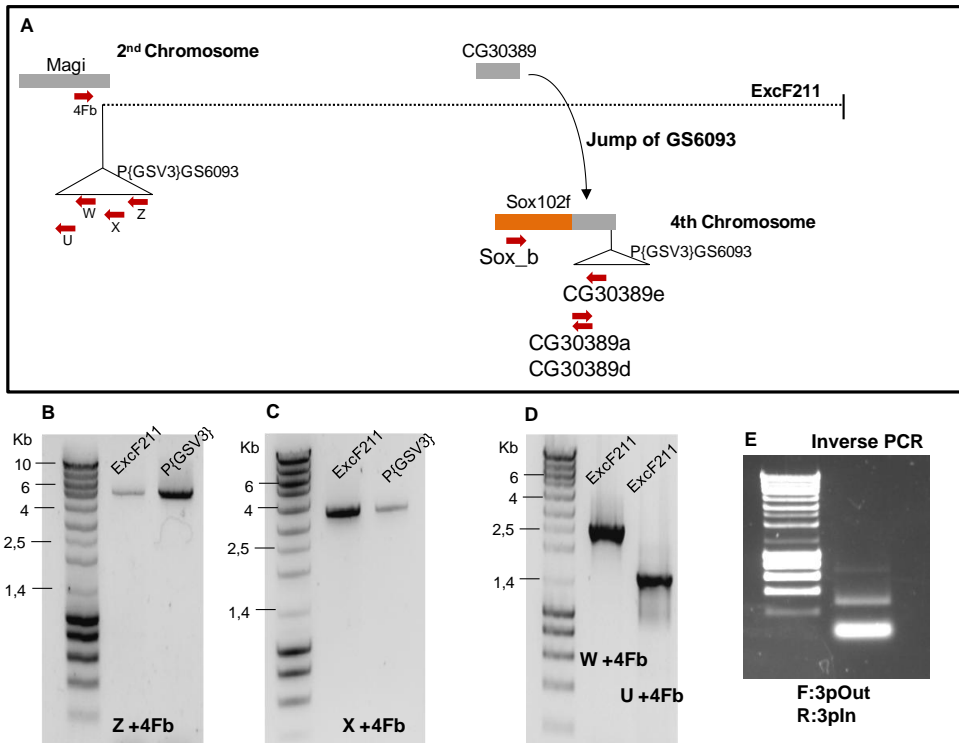 A
2nd Chromosome
Magi
CG30389
4Fb
ExcF211
Jump of GS6093
P{GSV3}GS6093
W
Z
X
U
Sox102f
4th Chromosome
Sox_b
P{GSV3}GS6093
CG30389e
CG30389a
CG30389d
B
Kb
ExcF211
P{GSV3}
10
6
4
2,5
1,4
Z +4Fb
C
Kb
ExcF211
P{GSV3}
6
4
2,5
1,4
X +4Fb
D
Kb
ExcF211
ExcF211
6
4
2,5
1,4
W +4Fb
U +4Fb
E
Inverse PCR
F:3pOut
R:3pIn